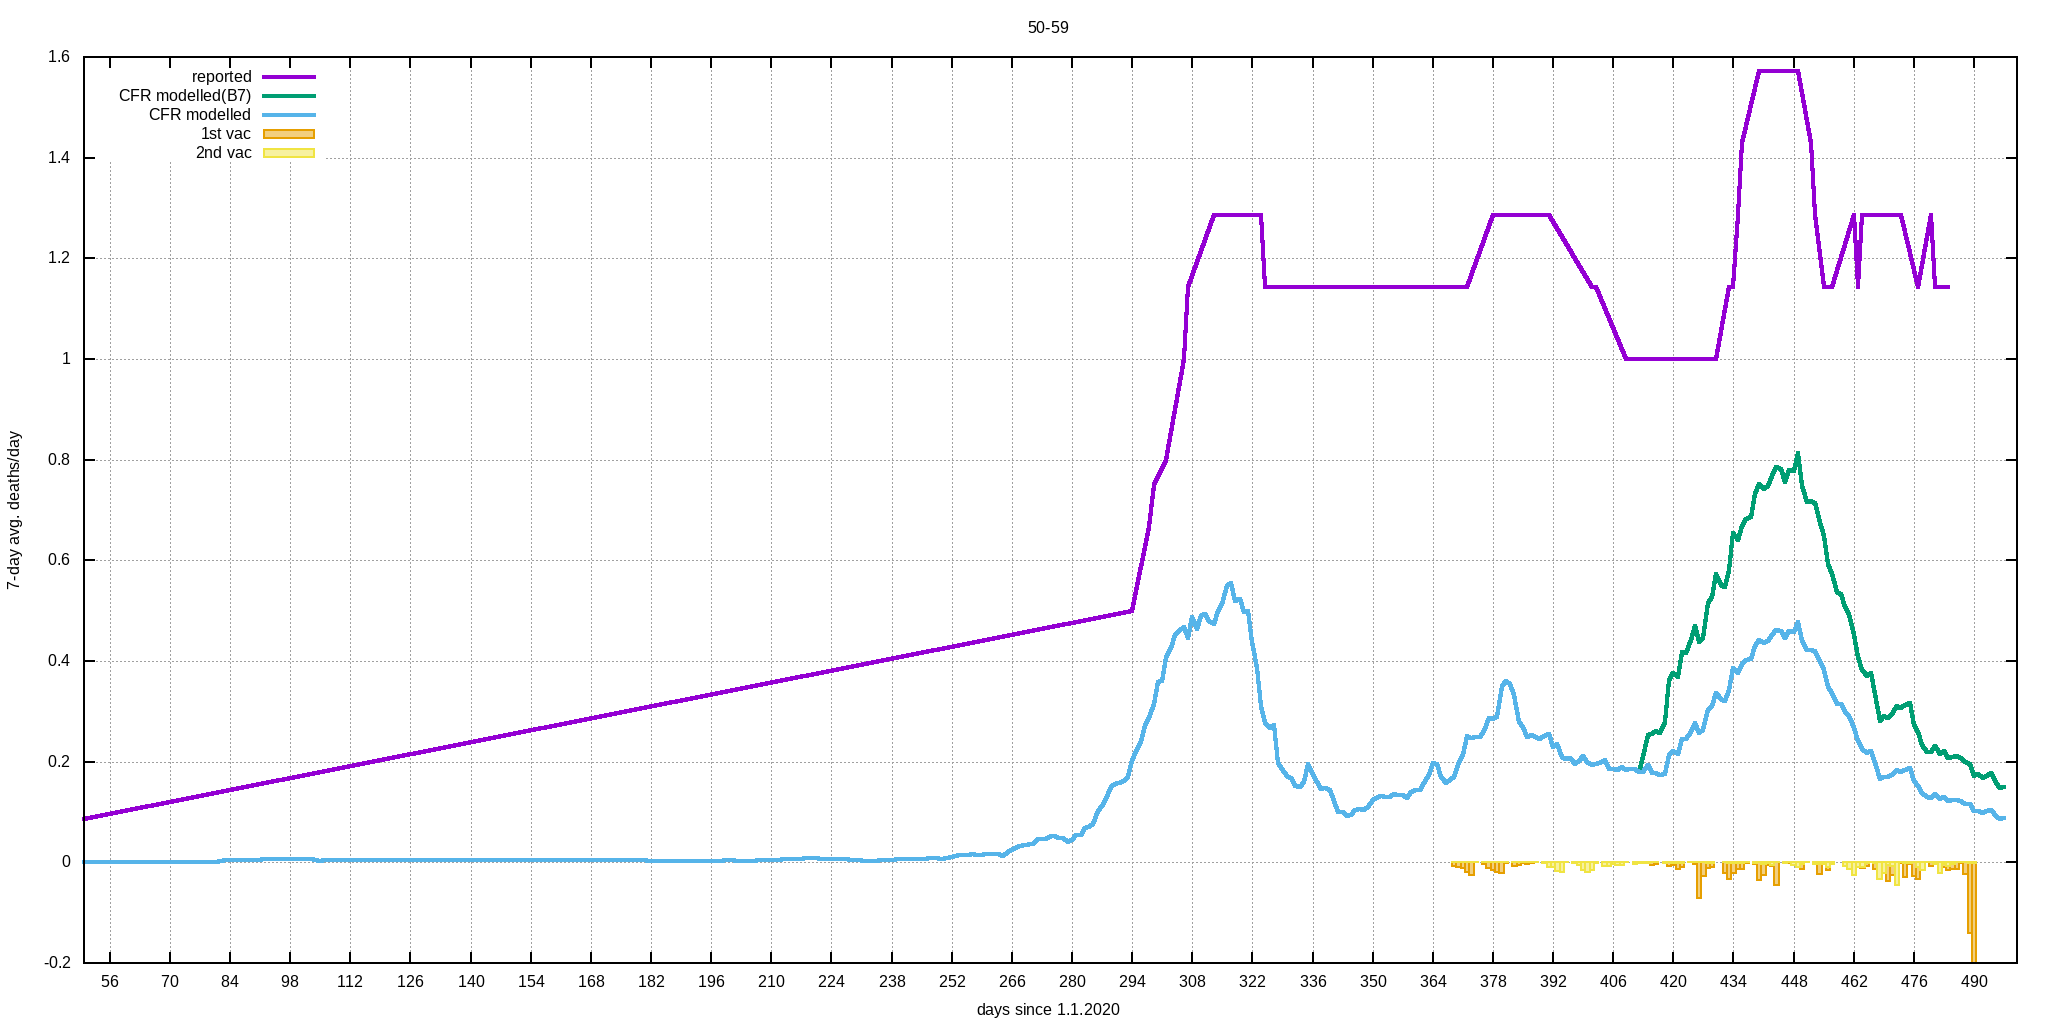 50-59
1.6
1.4
1.2
1
0.8
0.6
0.4
0.2
0
-0.2
reported
CFR modelled(B7)
CFR modelled
1st vac
2nd vac
7-day avg. deaths/day
56 70 84 98 112 126 140 154 168 182 196 210 224 238 252 266 280 294 308 322 336 350 364 378 392 406 420 434 448 462 476 490
days since 1.1.2020